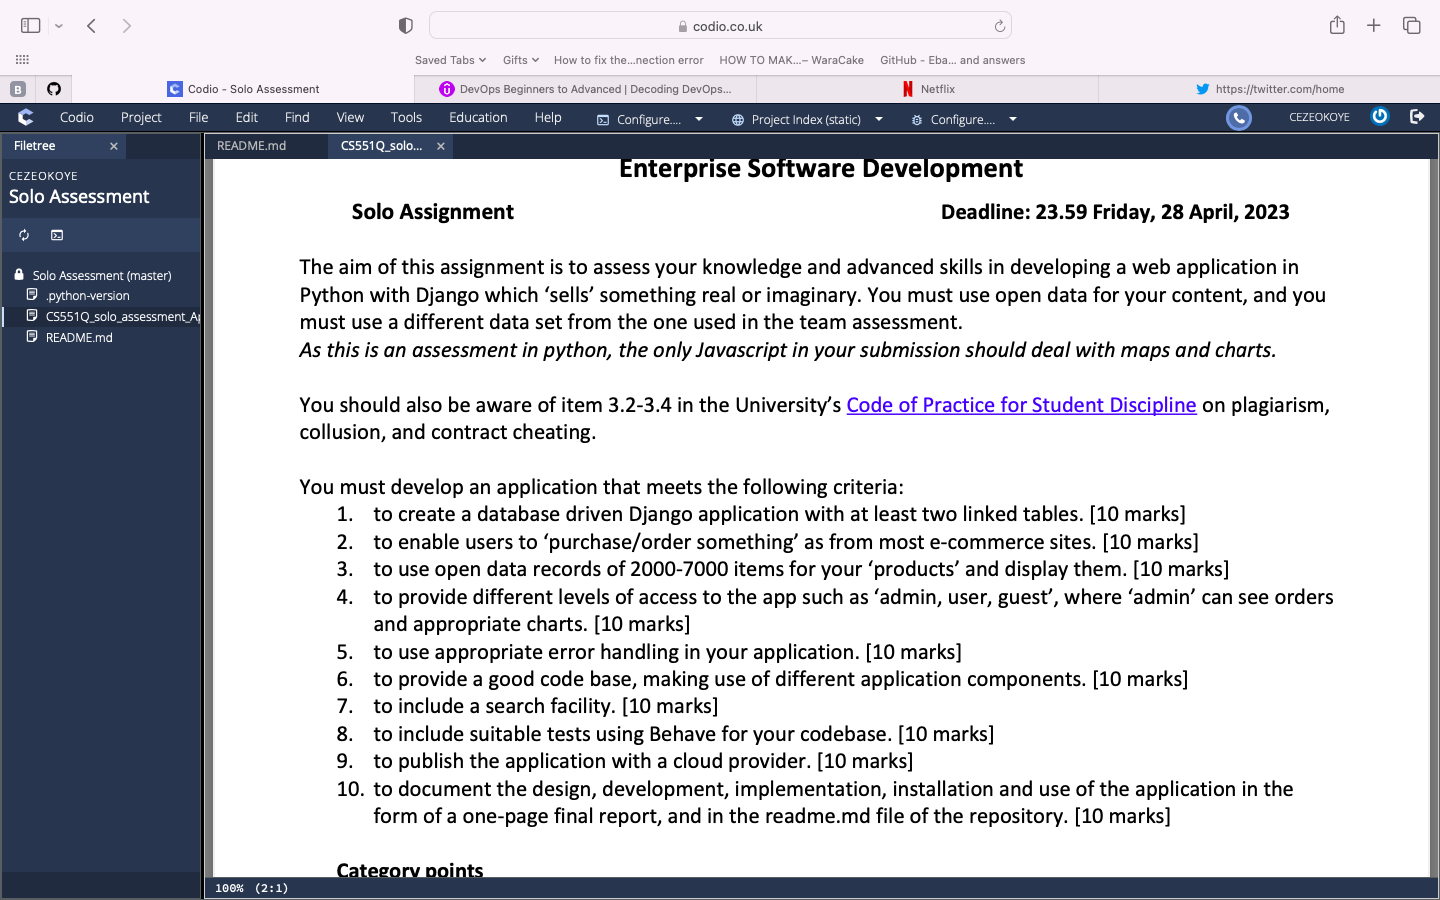 codio.co.uk
Saved Tabs
Gifts
How to fix the...nection error
HOW TO MAK...– WaraCake
GitHub - Eba... and answers
B
Codio - Solo Assessment
DevOps Beginners to Advanced | Decoding DevOps...
N
Netflix
https://twitter.com/home
Codio
Project
File
Edit
Find
View
Tools
Education
Help
Configure....
Project Index (static)
Configure....
CEZEOKOYE
Filetree
README.md
CS551Q_solo...
CEZEOKOYE
Solo Assessment
Solo Assessment (master)
.python-version
CS551Q_solo_assessment_Ap
README.md
Enterprise Software Development
Solo Assignment
Deadline: 23.59 Friday, 28 April, 2023
The aim of this assignment is to assess your knowledge and advanced skills in developing a web application in
Python with Django which ‘sells’ something real or imaginary. You must use open data for your content, and you
must use a different data set from the one used in the team assessment.
As this is an assessment in python, the only Javascript in your submission should deal with maps and charts.
You should also be aware of item 3.2-3.4 in the University’s Code of Practice for Student Discipline on plagiarism,
collusion, and contract cheating.
You must develop an application that meets the following criteria:
1. to create a database driven Django application with at least two linked tables. [10 marks]
2. to enable users to ‘purchase/order something’ as from most e-commerce sites. [10 marks]
3. to use open data records of 2000-7000 items for your ‘products’ and display them. [10 marks]
4. to provide different levels of access to the app such as ‘admin, user, guest’, where ‘admin’ can see orders
and appropriate charts. [10 marks]
5. to use appropriate error handling in your application. [10 marks]
6. to provide a good code base, making use of different application components. [10 marks]
7. to include a search facility. [10 marks]
8. to include suitable tests using Behave for your codebase. [10 marks]
9. to publish the application with a cloud provider. [10 marks]
10. to document the design, development, implementation, installation and use of the application in the
form of a one-page final report, and in the readme.md file of the repository. [10 marks]
Category points
100% (2:1)